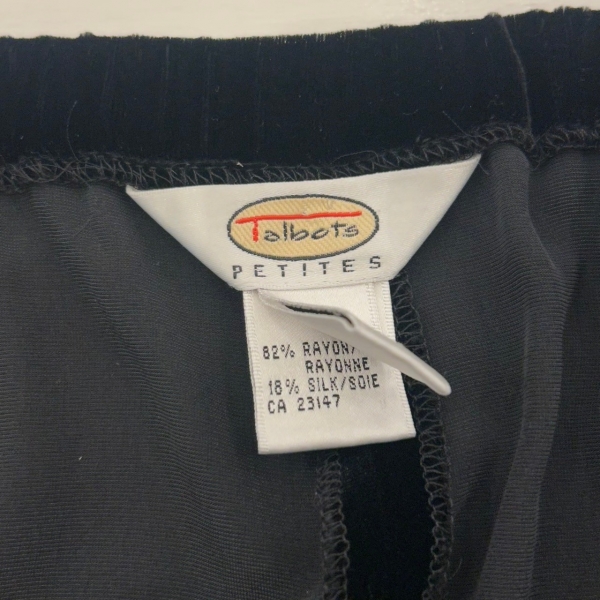 Talbots
PETITES
82% RAYON/
RAYONNE
18% SILK/SOIE
CA 23147